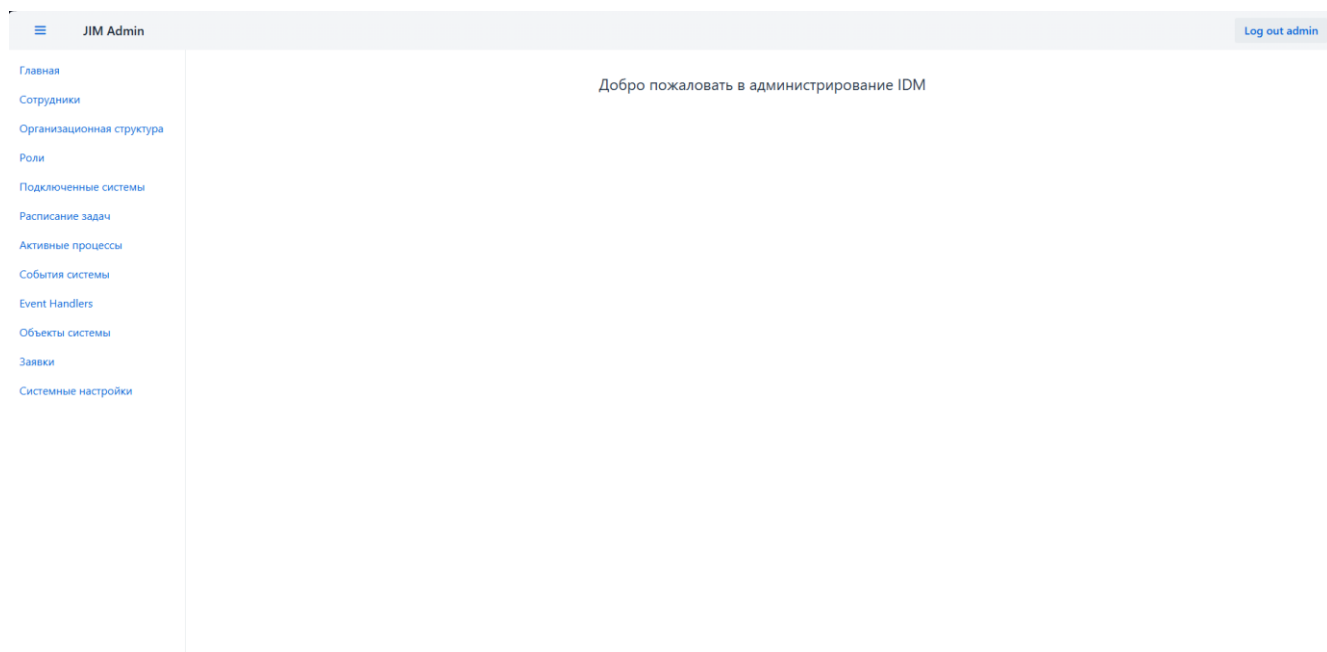 JIM Admin
Log out admin
Главная
Добро пожаловать в администрирование IDM
Сотрудники
Организационная структура
Роли
Подключенные системы
Расписание задач
Активные процессы
События системы
Event Handlers
Объекты системы
Заявки
Системные настройки